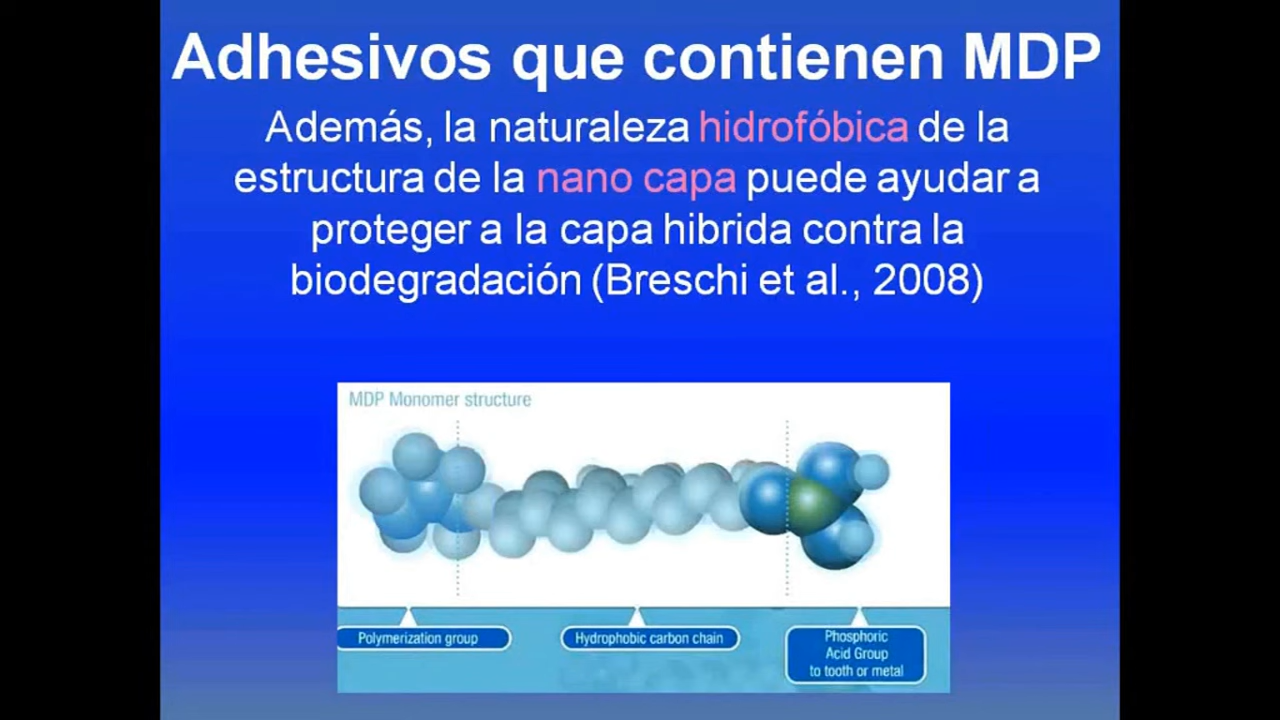 Adhesivos que contienen MDP
Además, la naturaleza hidrofóbica de la
estructura de la nano capa puede ayudar a
proteger a la capa hibrida contra la
biodegradación (Breschi et al., 2008)
MDP Monomer structure
Polymerization group
Hydrophobic carbon chain
Phosphoric
Acid Group
to tooth or metal